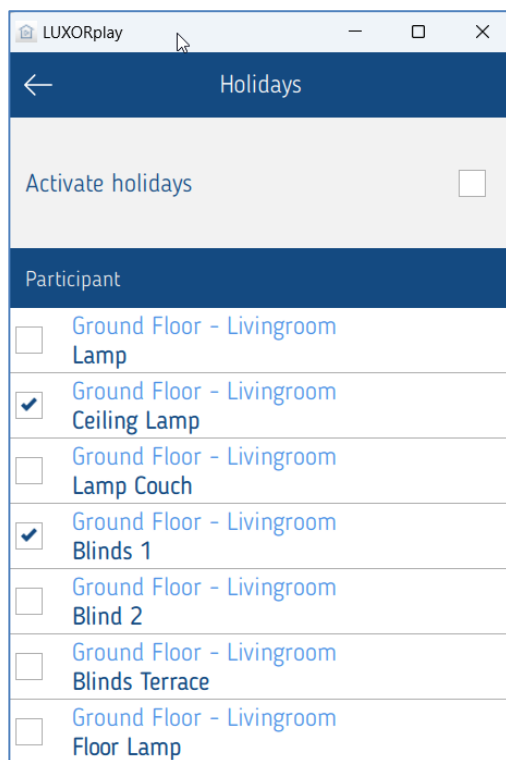 LUXORplay
Holidays
Activate holidays
Participant
Ground Floor - Livingroom
Lamp
Ground Floor - Livingroom
Ceiling Lamp
Ground Floor - Livingroom
Lamp Couch
Ground Floor - Livingroom
Blinds 1
Ground Floor - Livingroom
Blind 2
Ground Floor - Livingroom
Blinds Terrace
Ground Floor - Livingroom
Floor Lamp